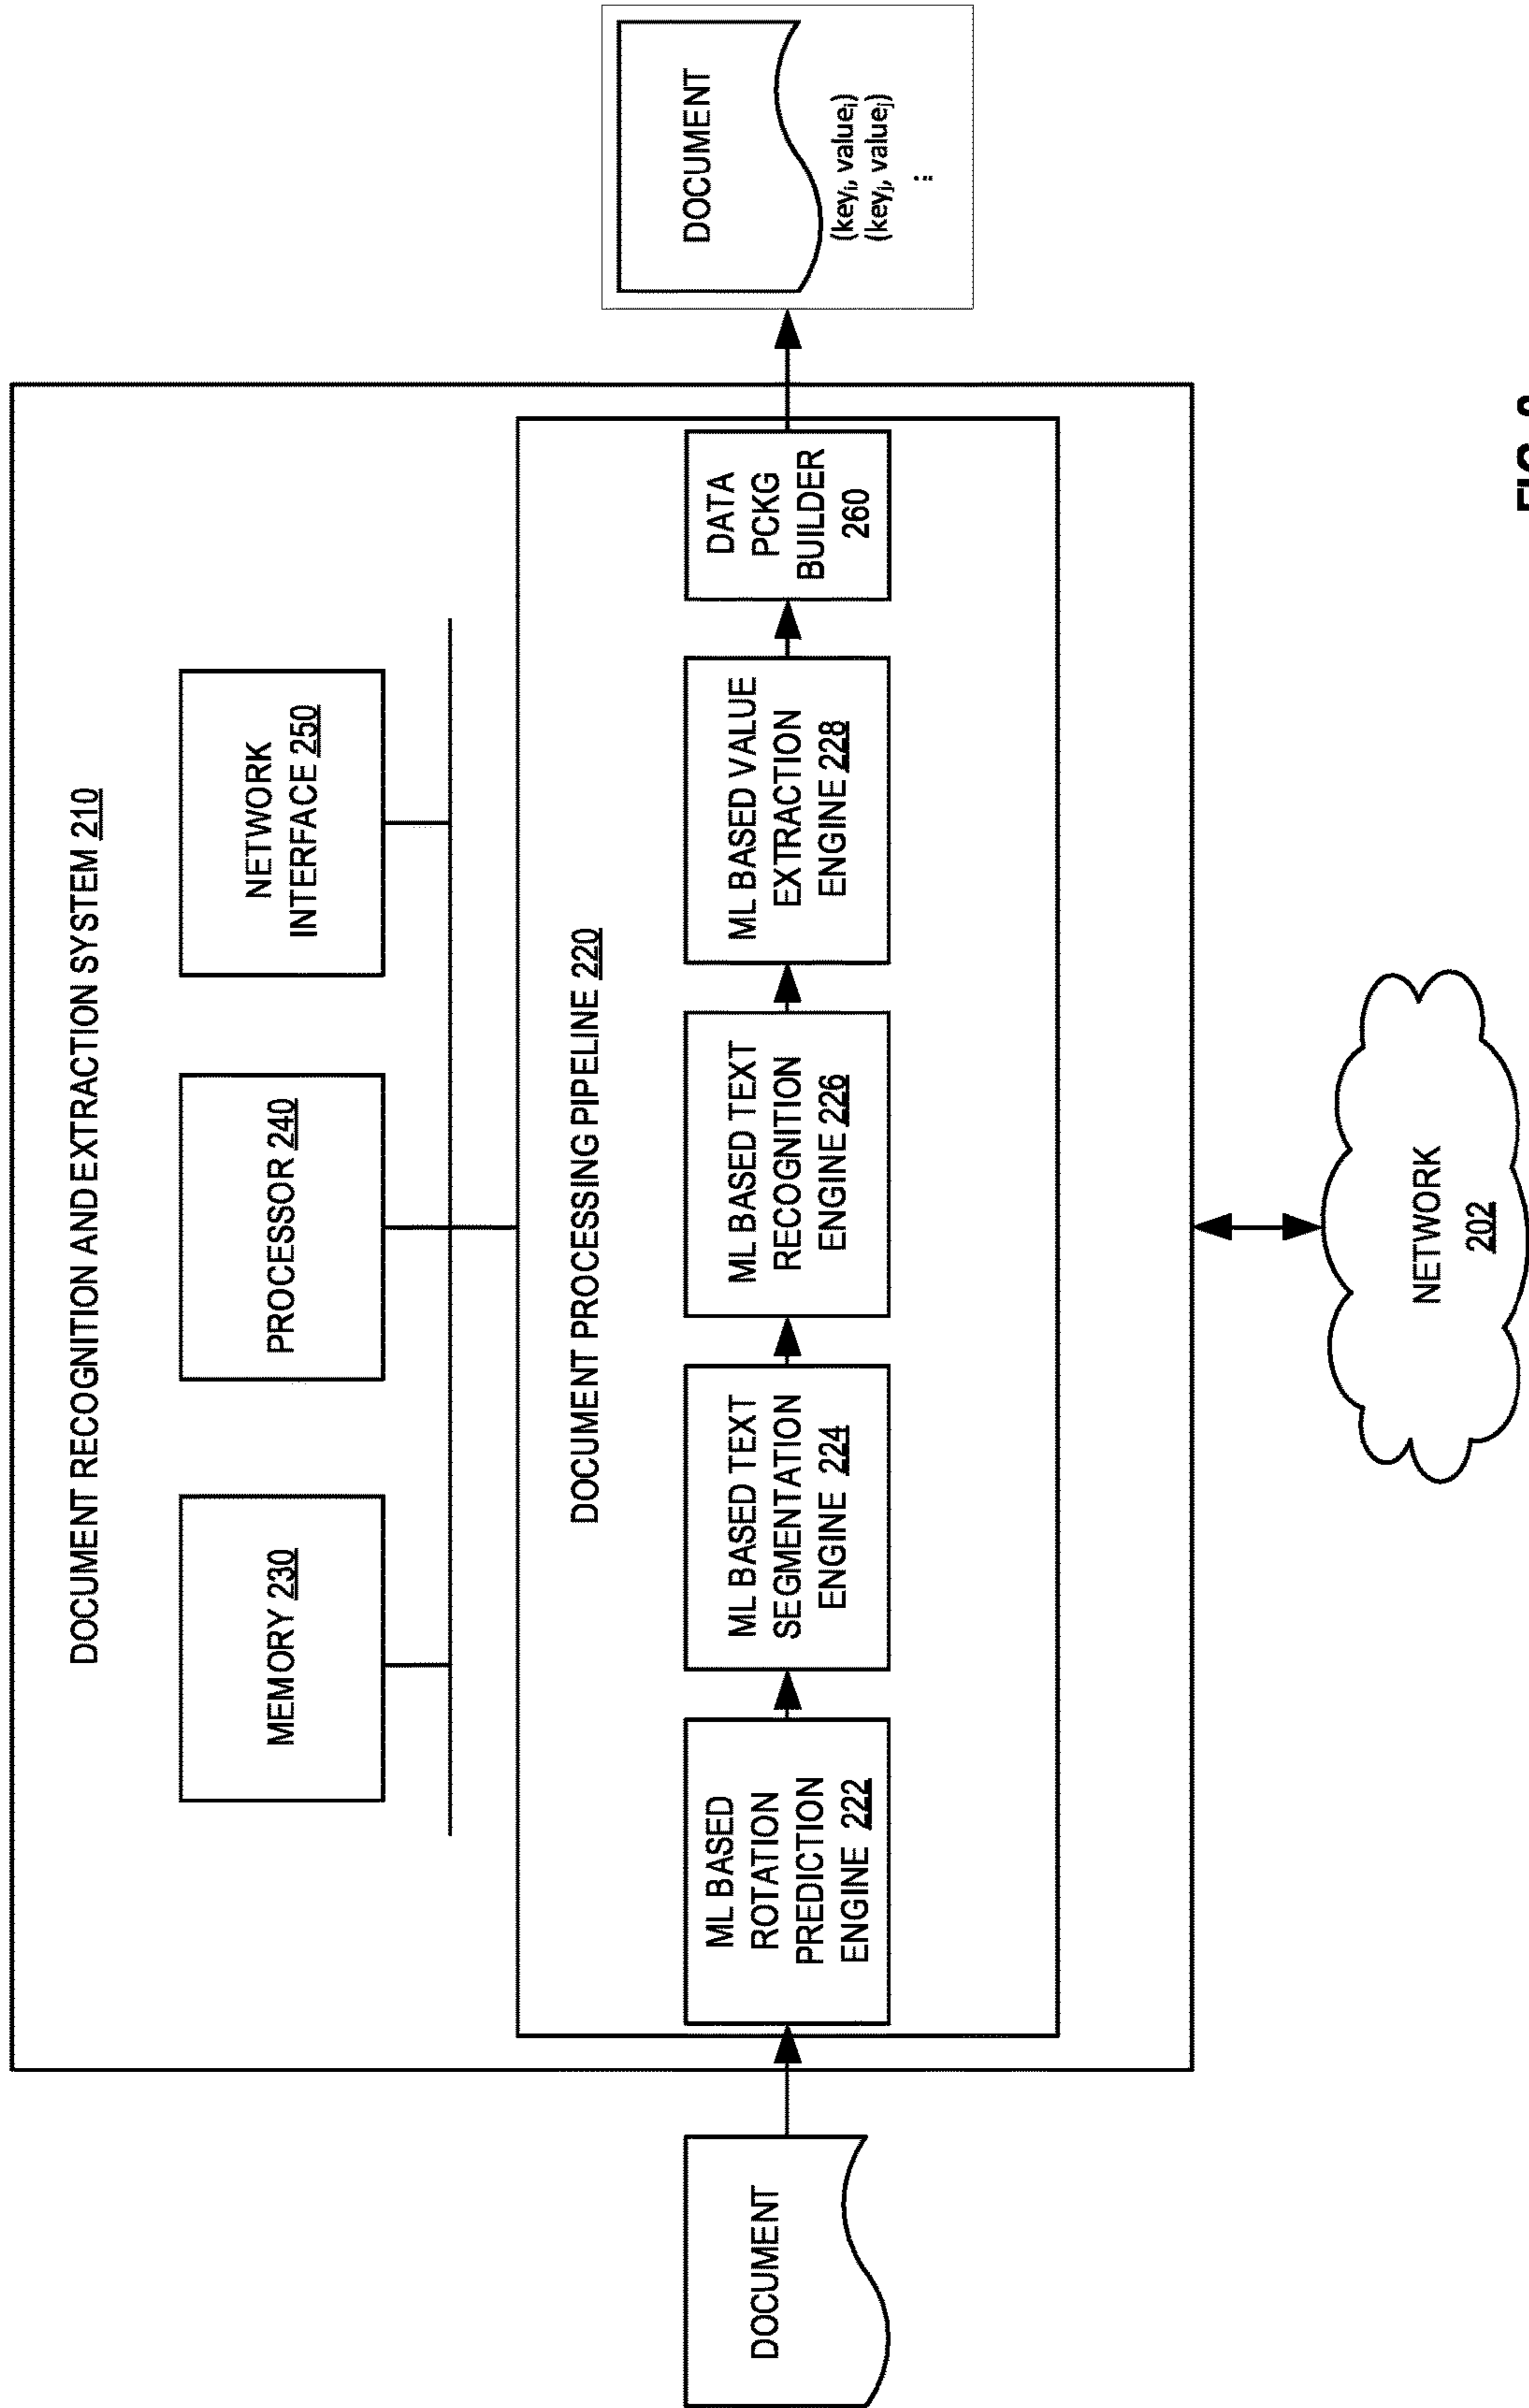 DOCUMENT RECOGNITION AND EXTRACTION SYSTEM 210
MEMORY 230
PROCESSOR 240
NETWORK
INTERFACE 250
DOCUMENT PROCESSING PIPELINE 220
DOCUMENT
ML BASED
ROTATION
PREDICTION
ENGINE 222
ML BASED TEXT
SEGMENTATION
ENGINE 224
ML BASED TEXT
RECOGNITION
ENGINE 226
ML BASED VALUE
EXTRACTION
ENGINE 228
DATA
PCKG
BUILDER
260
DOCUMENT
(keyᵢ, valueᵢ)
(keyⱼ, valueⱼ)
⋮
NETWORK
202